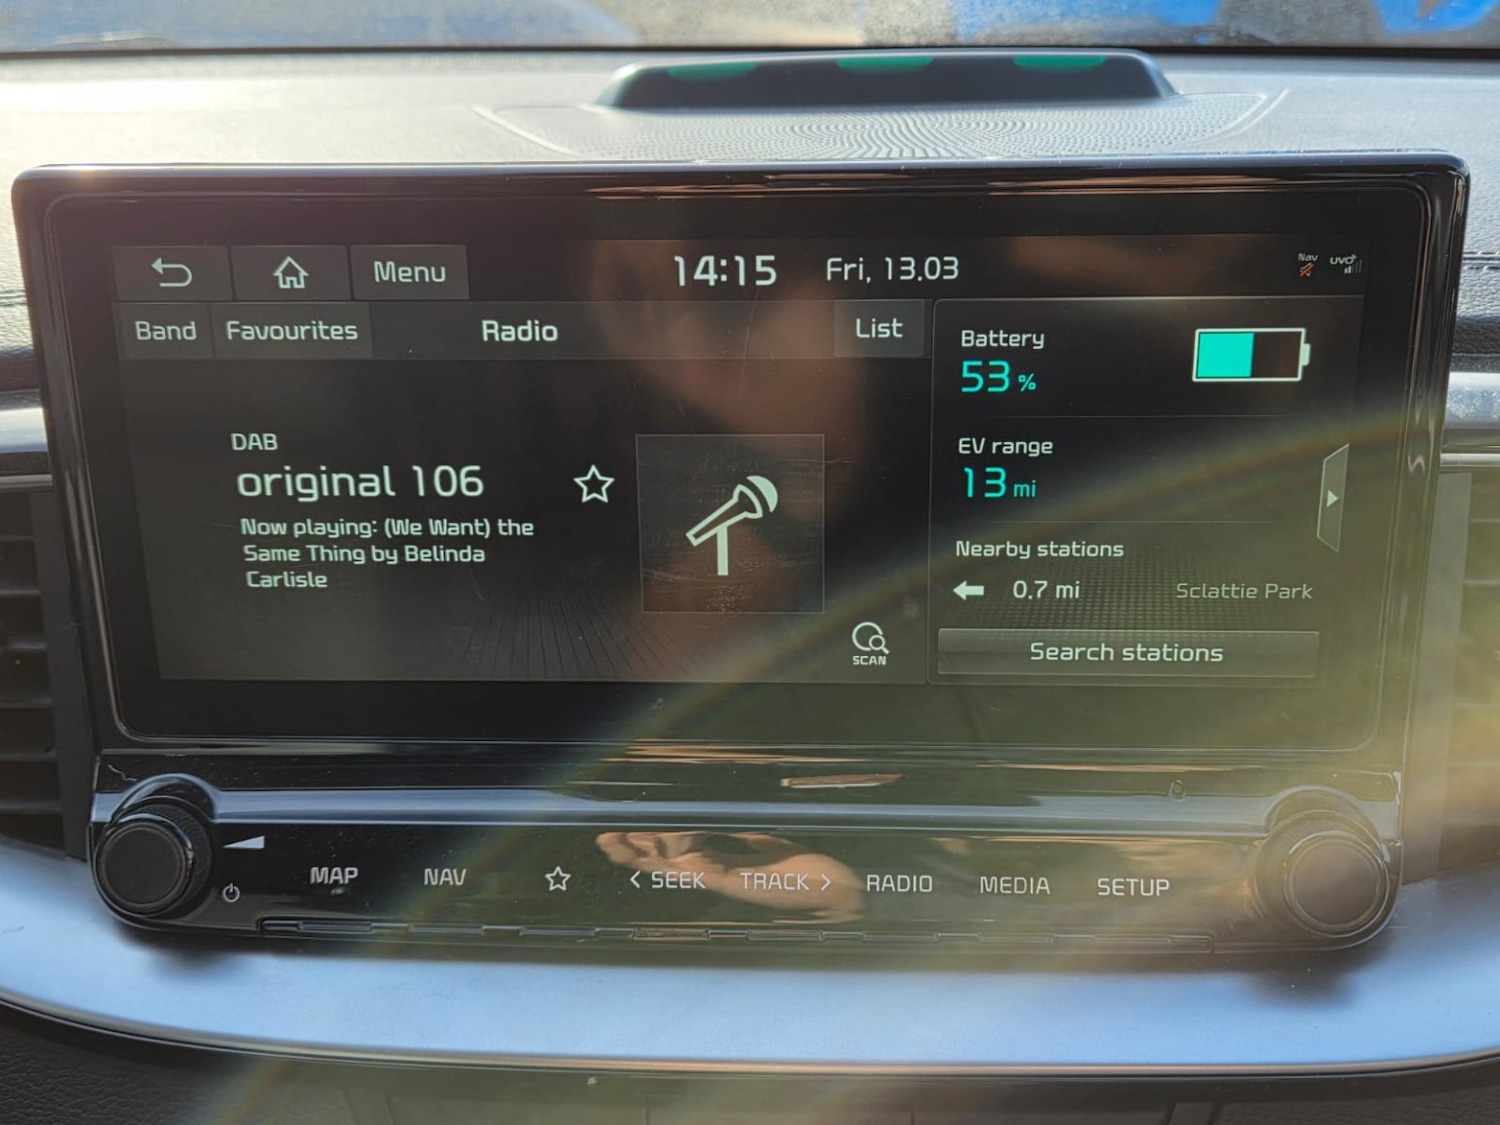 Menu
14:15
Fri, 13.03
Nav
UVO
Band
Favourites
Radio
List
DAB
original 106
Now playing: (We Want) the
Same Thing by Belinda
Carlisle
SCAN
Battery
53 %
EV range
13 mi
Nearby stations
0.7 mi
Sclattie Park
Search stations
MAP
NAV
< SEEK
TRACK >
RADIO
MEDIA
SETUP